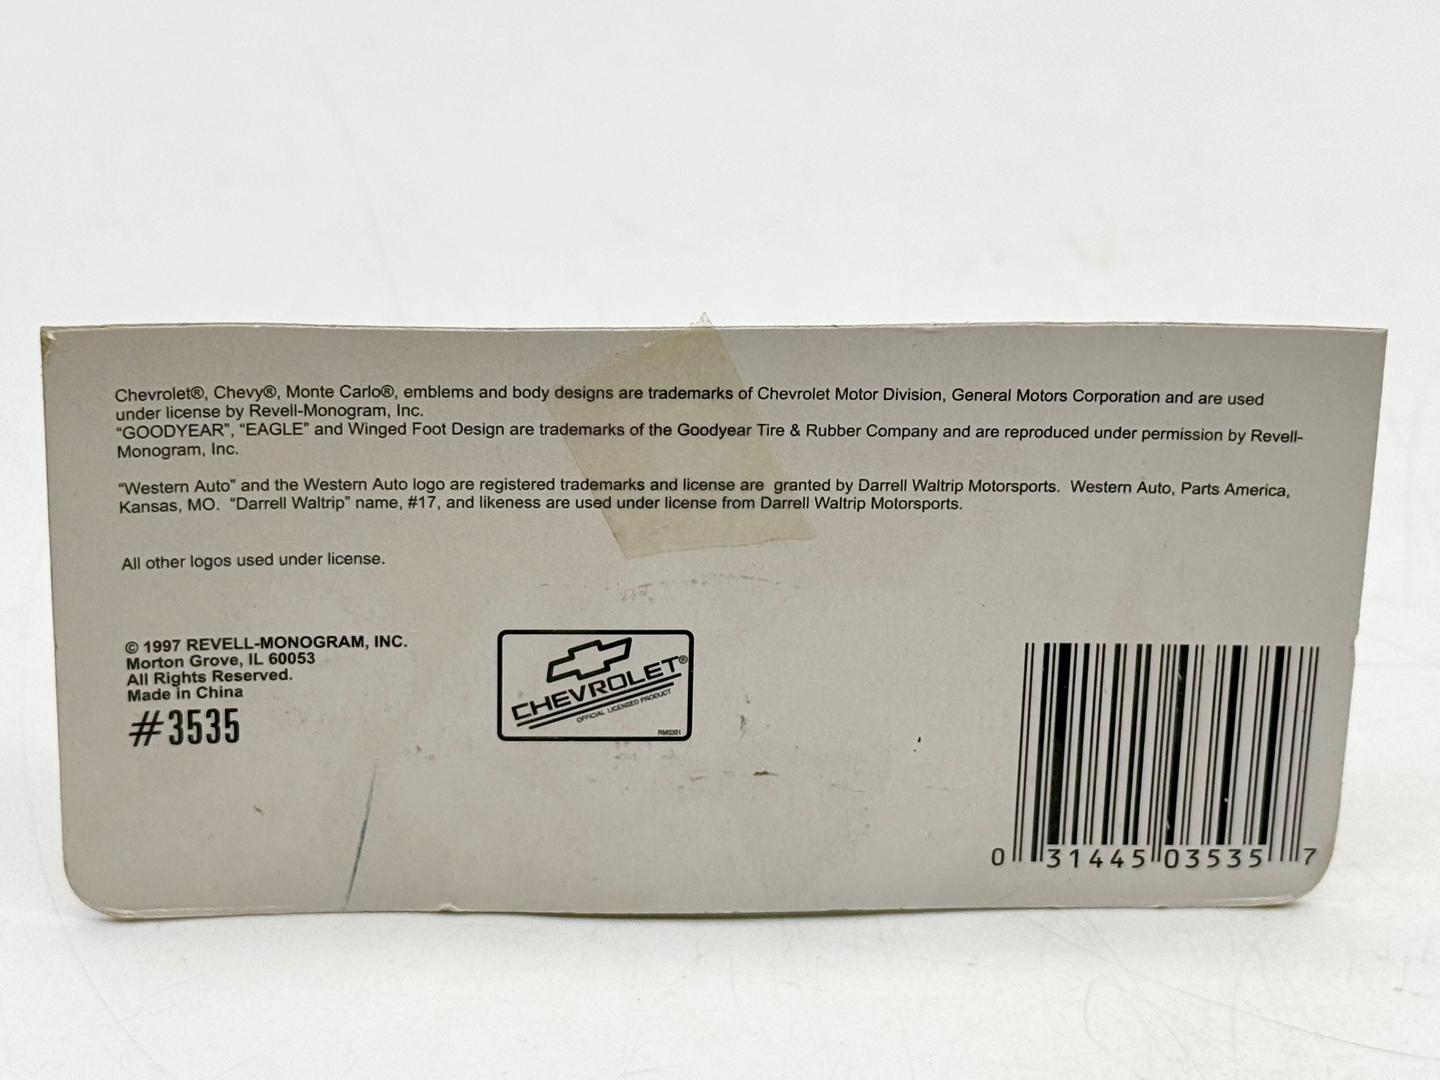 Chevrolet®, Chevy®, Monte Carlo®, emblems and body designs are trademarks of Chevrolet Motor Division, General Motors Corporation and are used
under license by Revell-Monogram, Inc.
“GOODYEAR”, “EAGLE” and Winged Foot Design are trademarks of the Goodyear Tire & Rubber Company and are reproduced under permission by Revell-
Monogram, Inc.
“Western Auto” and the Western Auto logo are registered trademarks and license are granted by Darrell Waltrip Motorsports. Western Auto, Parts America,
Kansas, MO. “Darrell Waltrip” name, #17, and likeness are used under license from Darrell Waltrip Motorsports.
All other logos used under license.
© 1997 REVELL-MONOGRAM, INC.
Morton Grove, IL 60053
All Rights Reserved.
Made in China
#3535
CHEVROLET®
OFFICIAL LICENSED PRODUCT
RM0301
0 31445 03535 7